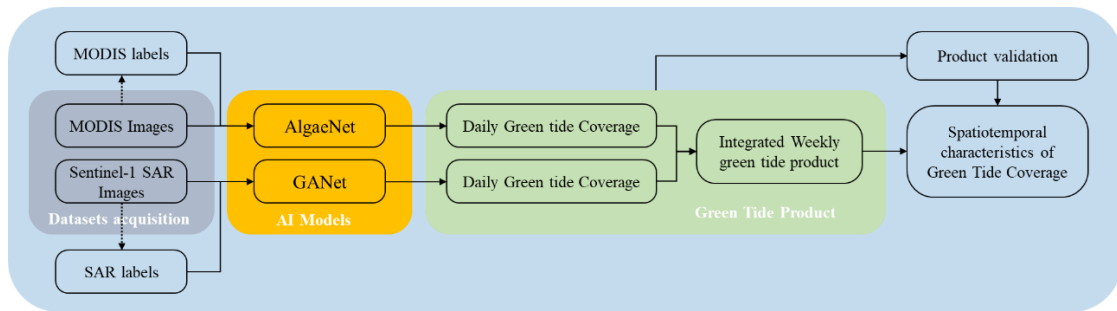 MODIS labels
MODIS Images
Sentinel-1 SAR
Images
Datasets acquisition
SAR labels
AlgaeNet
GANet
AI Models
Daily Green tide Coverage
Daily Green tide Coverage
Integrated Weekly
green tide product
Green Tide Product
Product validation
Spatiotemporal
characteristics of
Green Tide Coverage